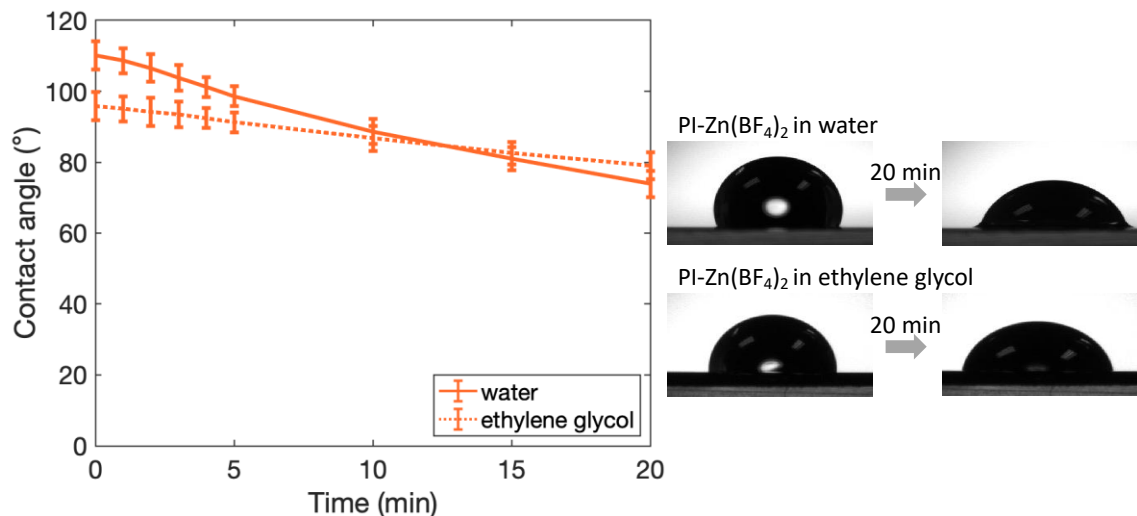 120
100
80
60
40
20
0
Contact angle (°)
0 5 10 15 20
Time (min)
water
ethylene glycol
PI-Zn(BF₄)₂ in water
20 min
PI-Zn(BF₄)₂ in ethylene glycol
20 min